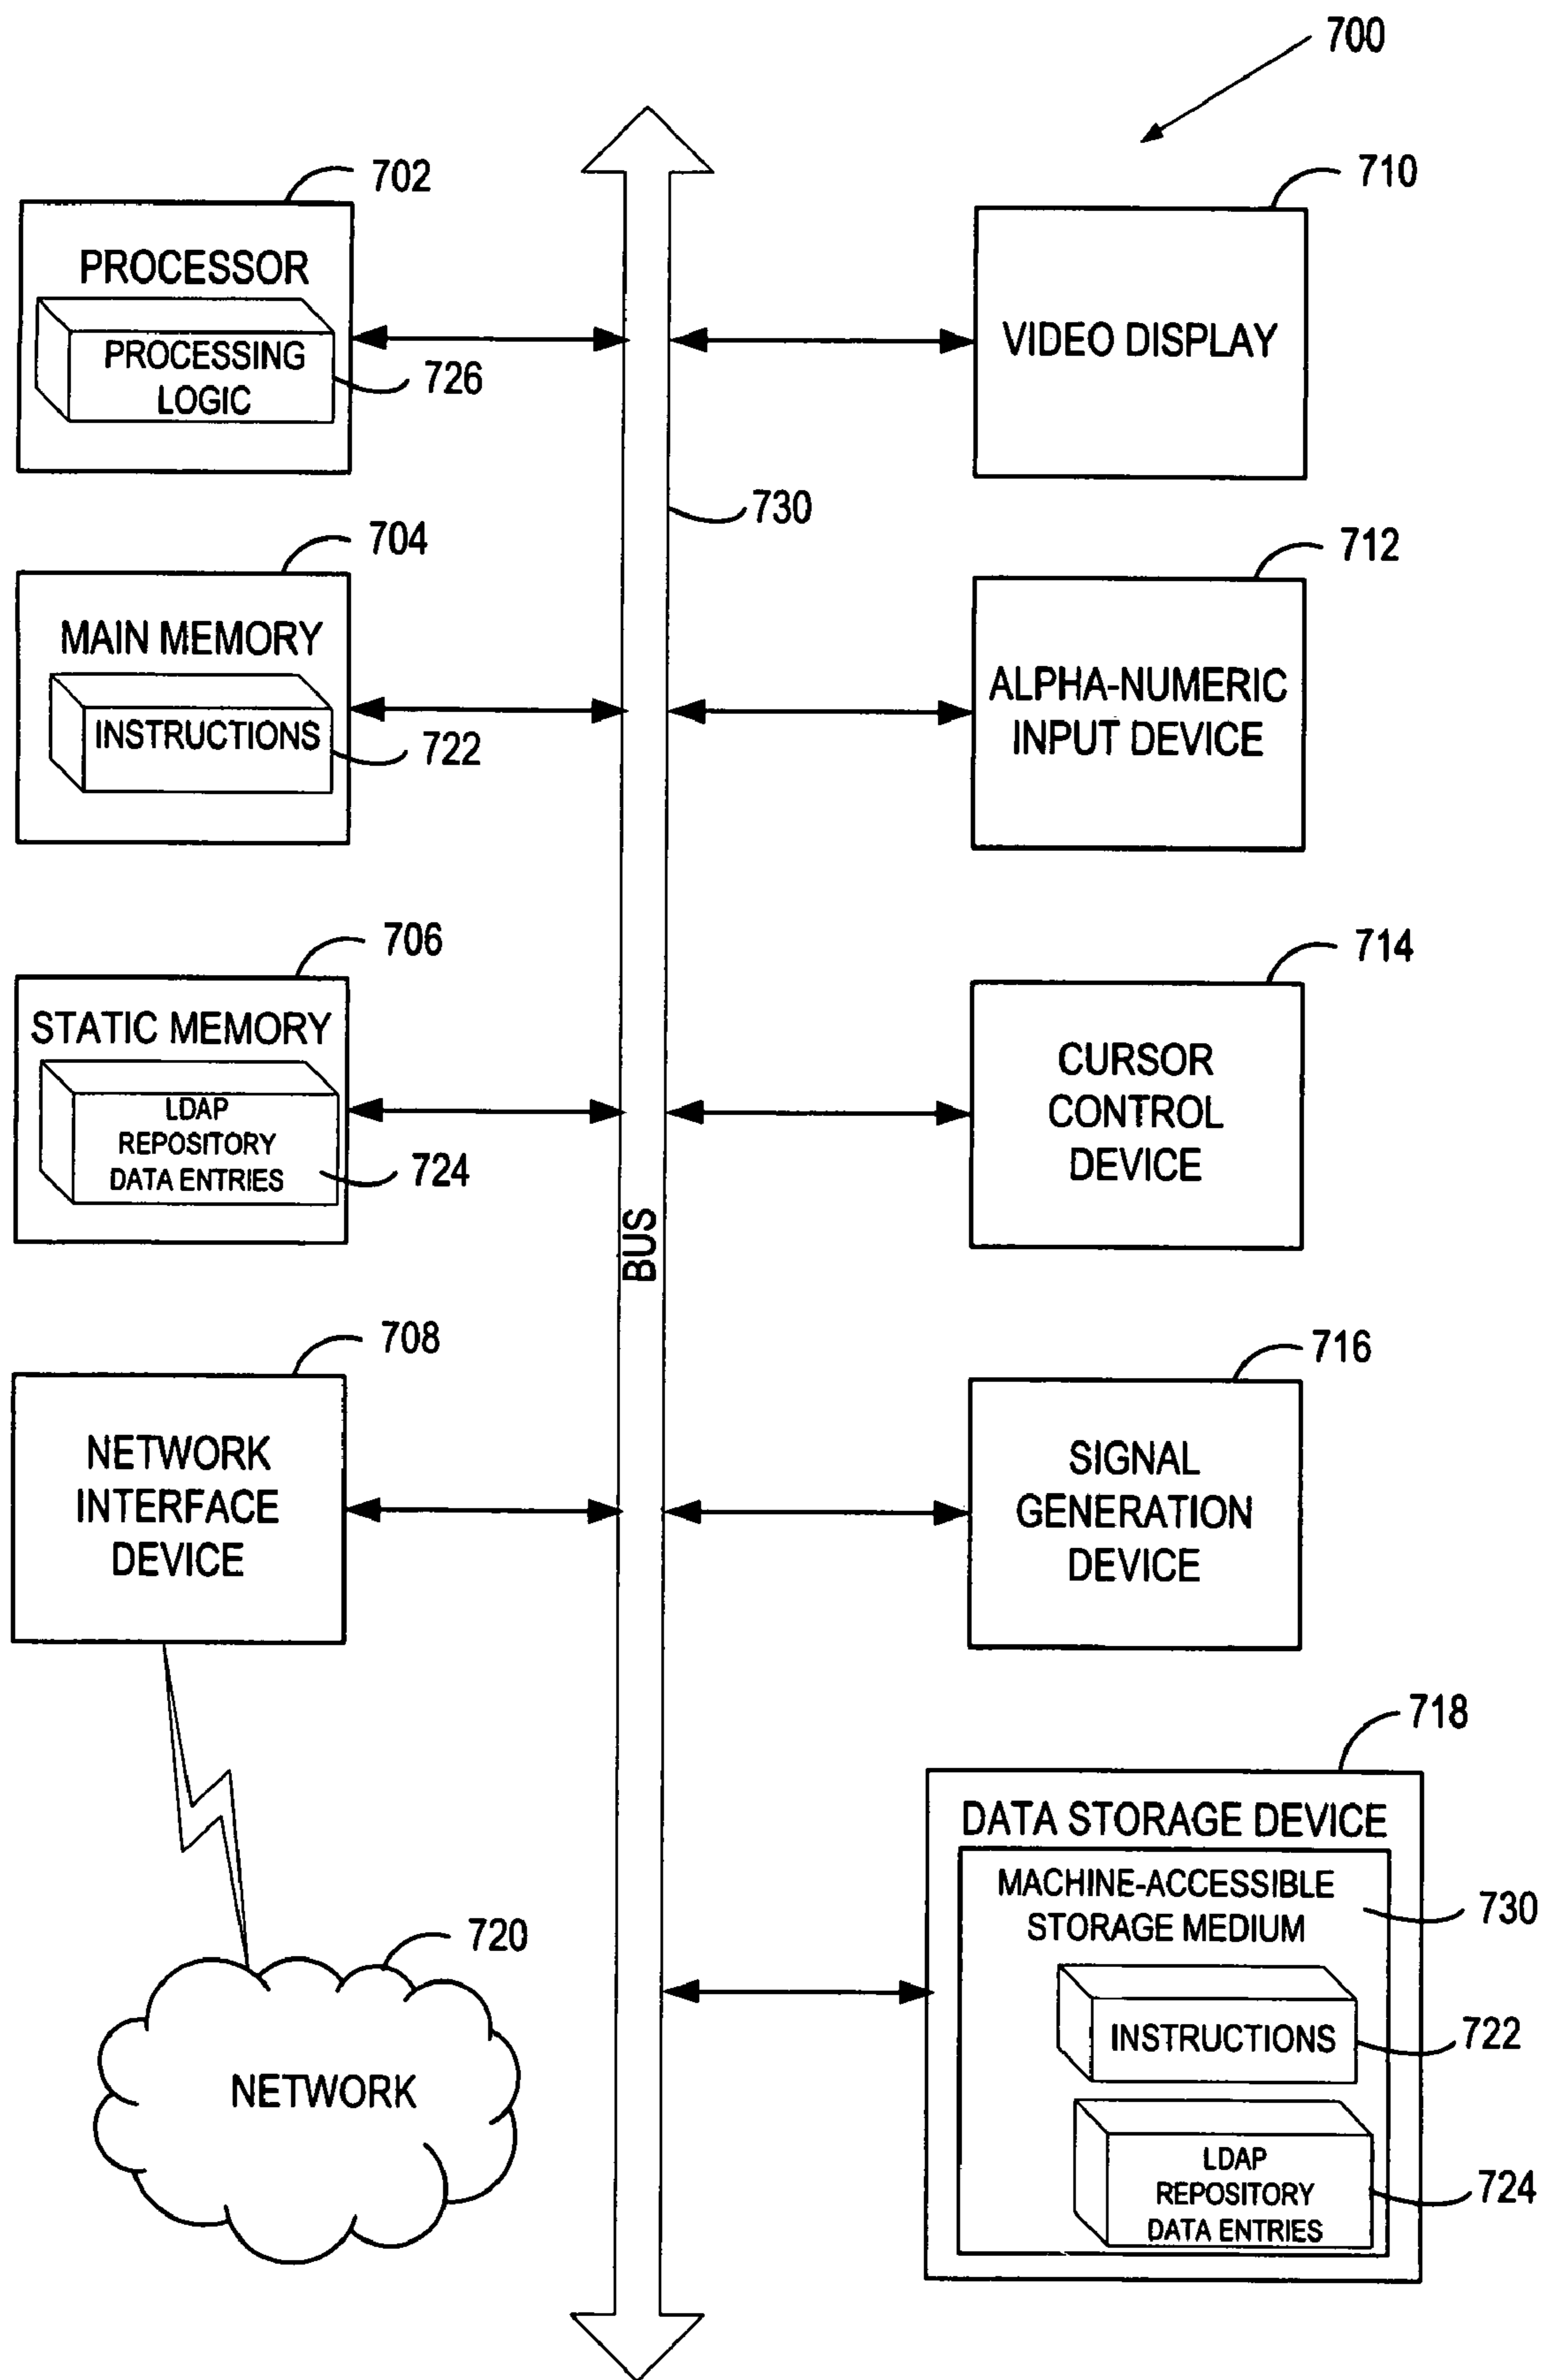 700
702
PROCESSOR
PROCESSING
LOGIC
726
710
VIDEO DISPLAY
730
704
MAIN MEMORY
INSTRUCTIONS
722
712
ALPHA-NUMERIC
INPUT DEVICE
706
STATIC MEMORY
LDAP
REPOSITORY
DATA ENTRIES
724
714
CURSOR
CONTROL
DEVICE
BUS
708
NETWORK
INTERFACE
DEVICE
716
SIGNAL
GENERATION
DEVICE
720
NETWORK
718
DATA STORAGE DEVICE
MACHINE-ACCESSIBLE
STORAGE MEDIUM
730
INSTRUCTIONS
722
LDAP
REPOSITORY
DATA ENTRIES
724